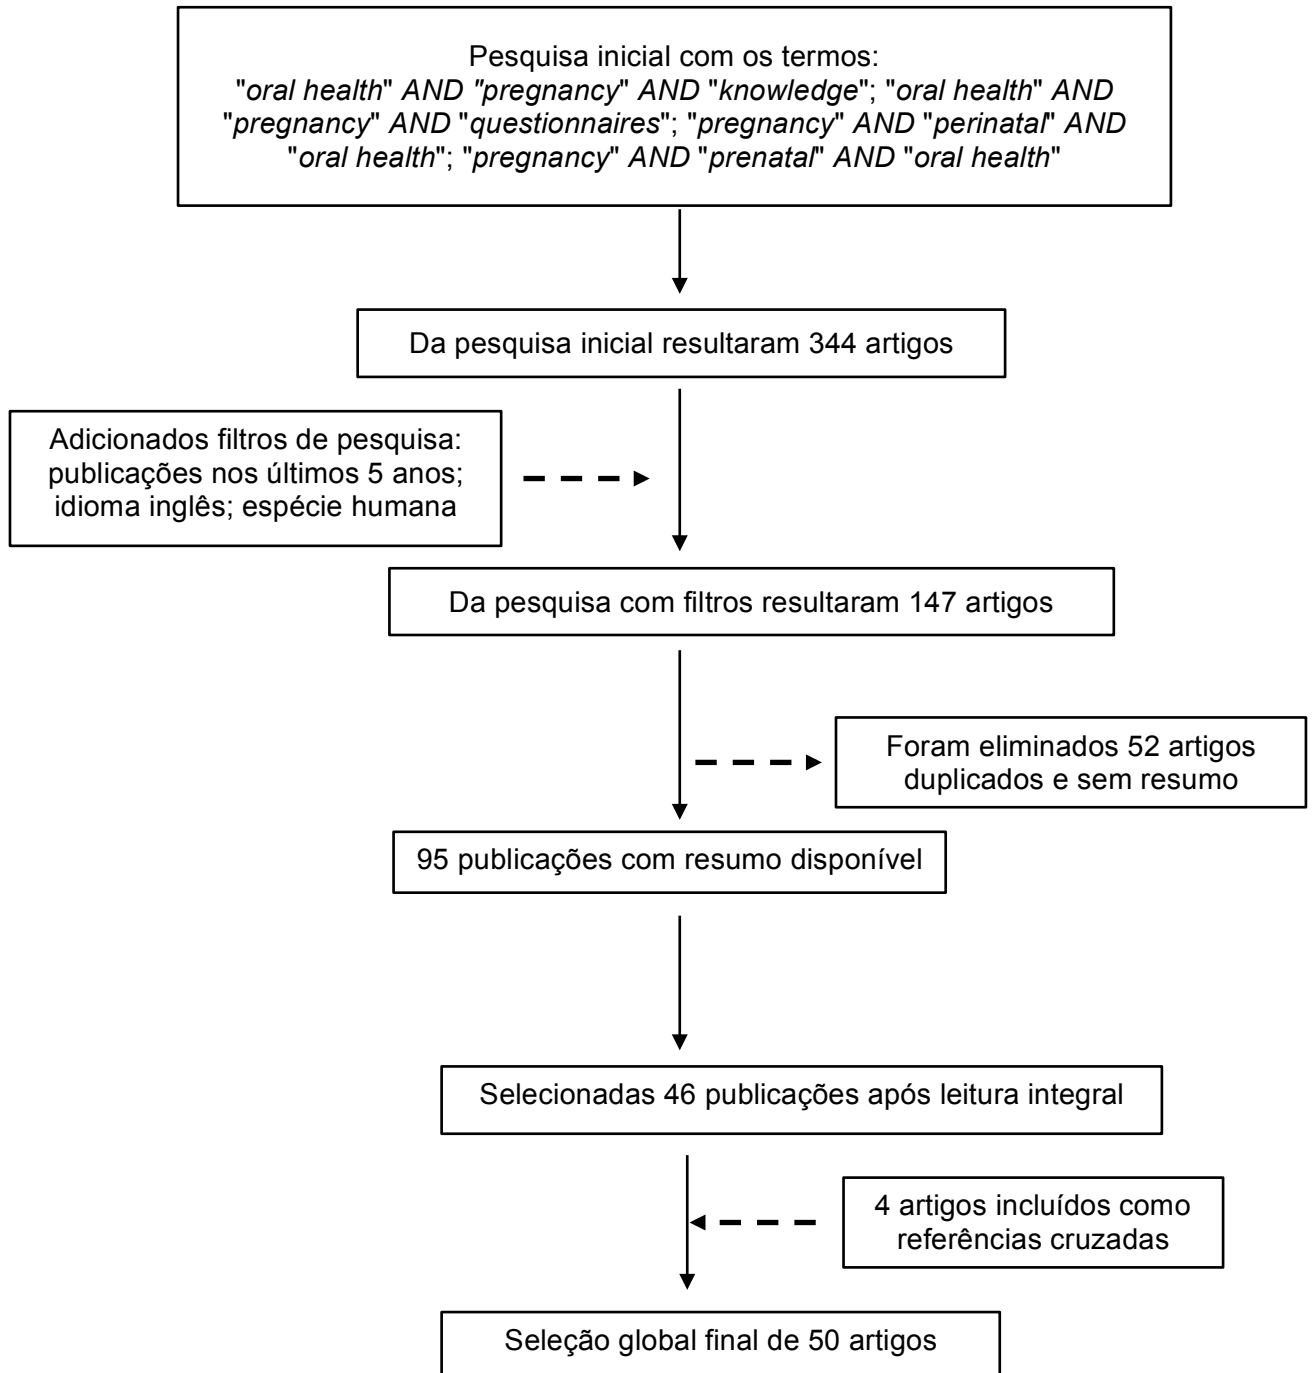 Pesquisa inicial com os termos:
"oral health" AND "pregnancy" AND "knowledge"; "oral health" AND
"pregnancy" AND "questionnaires"; "pregnancy" AND "perinatal" AND
"oral health"; "pregnancy" AND "prenatal" AND "oral health"
Da pesquisa inicial resultaram 344 artigos
Adicionados filtros de pesquisa:
publicações nos últimos 5 anos;
idioma inglês; espécie humana
Da pesquisa com filtros resultaram 147 artigos
Foram eliminados 52 artigos
duplicados e sem resumo
95 publicações com resumo disponível
Selecionadas 46 publicações após leitura integral
4 artigos incluídos como
referências cruzadas
Seleção global final de 50 artigos